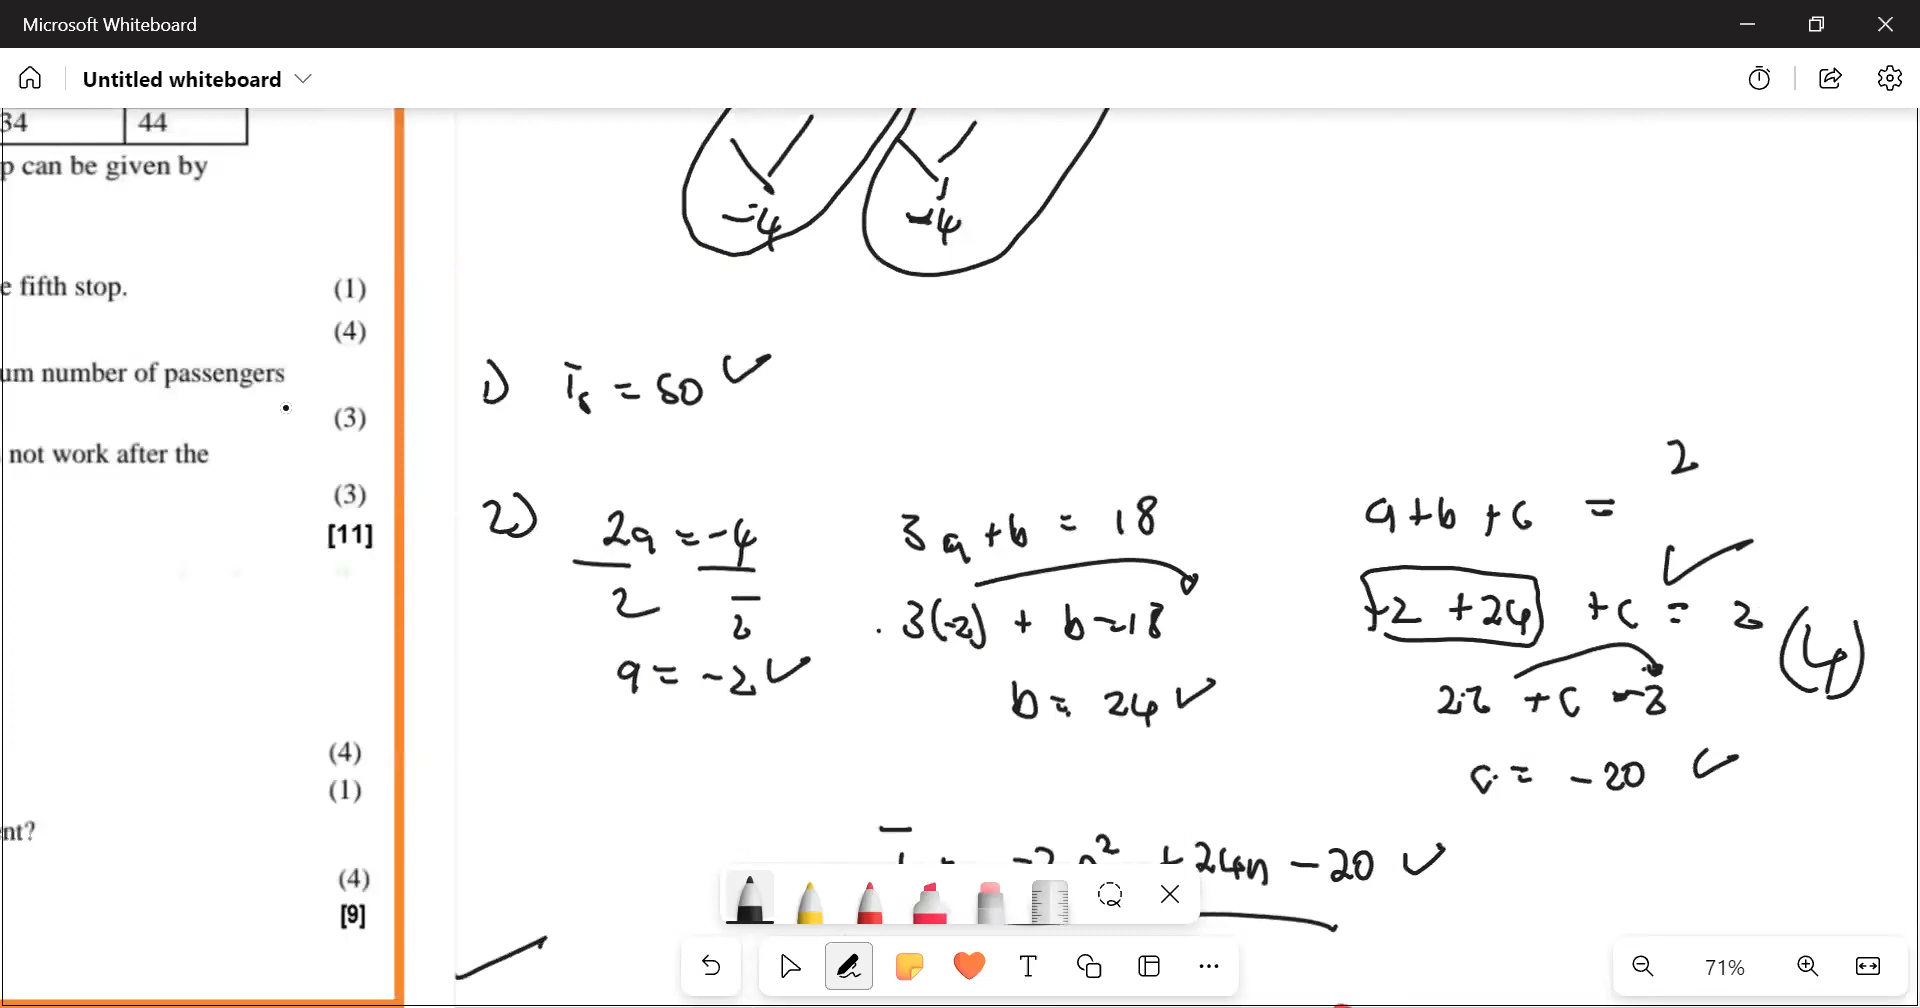 Microsoft Whiteboard
Untitled whiteboard
34 44
p can be given by
e fifth stop. (1)
(4)
um number of passengers
(3)
not work after the
(3)
[11]
(4)
(1)
nt?
(4)
[9]
-4 -4
1) T5 = 50 ✓
2) 2a = -4
2 2
a = -2 ✓
3a + b = 18
3(-2) + b = 18
b = 24 ✓
a + b + c = 2
-2 + 24 + c = 2 ✓
22 + c = 2
c = -20 ✓
(4)
-2n² + 24n - 20 ✓
T
71%